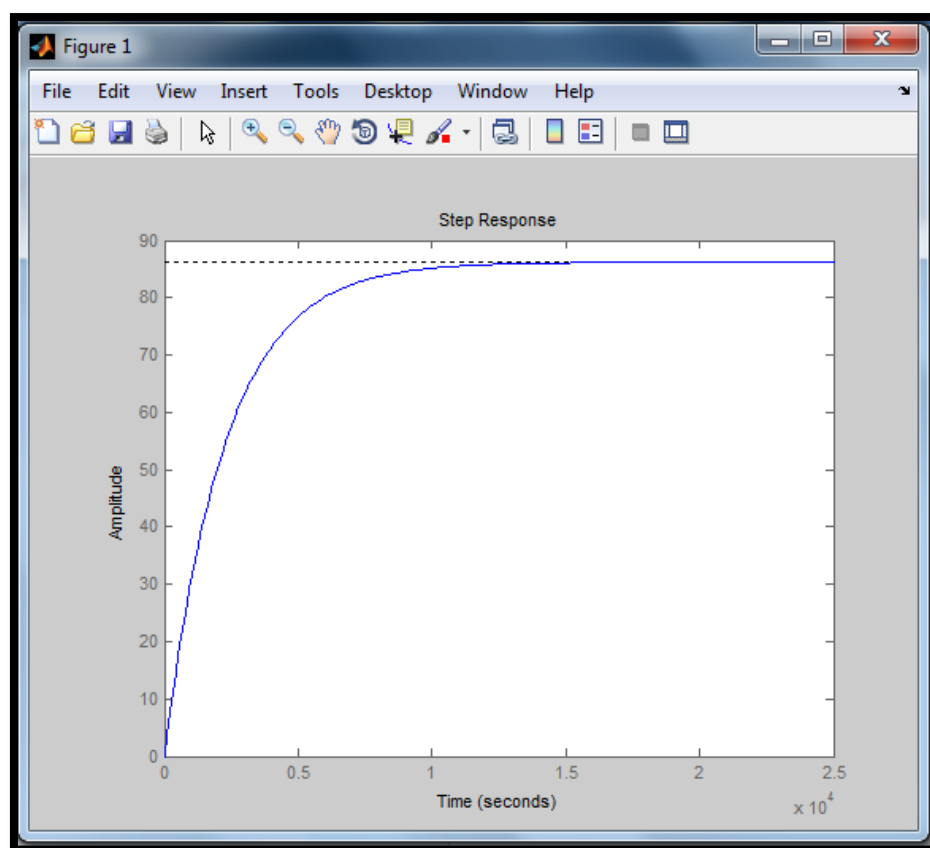 Figure 1
File Edit View Insert Tools Desktop Window Help
Step Response
90
80
70
60
50
40
30
20
10
0
Amplitude
0 0.5 1 1.5 2 2.5
Time (seconds)
x 10^4